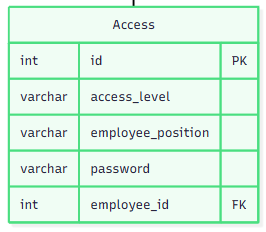 Access
int id PK
varchar access_level
varchar employee_position
varchar password
int employee_id FK